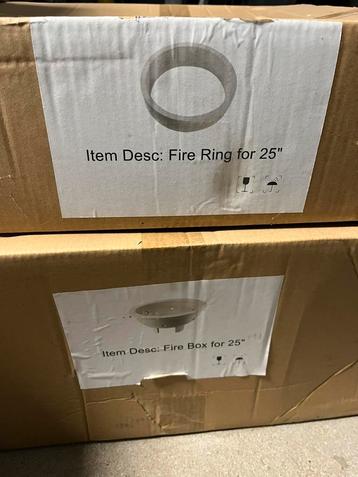 Item Desc: Fire Ring for 25"
Item Desc: Fire Box for 25"